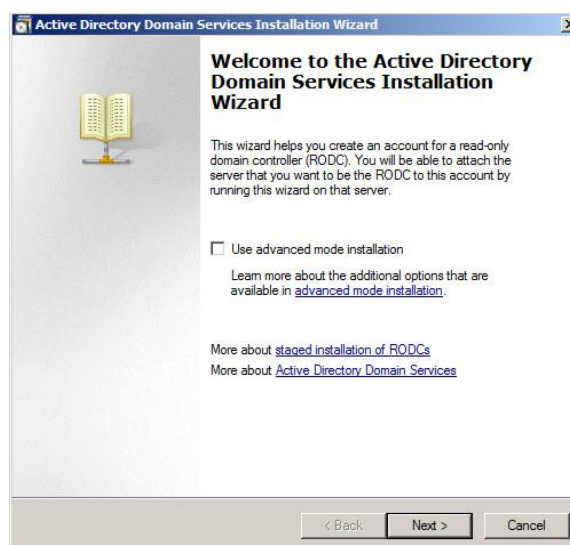 Active Directory Domain Services Installation Wizard
Welcome to the Active Directory
Domain Services Installation
Wizard
This wizard helps you create an account for a read-only
domain controller (RODC). You will be able to attach the
server that you want to be the RODC to this account by
running this wizard on that server.
Use advanced mode installation
Learn more about the additional options that are
available in advanced mode installation.
More about staged installation of RODCs
More about Active Directory Domain Services
< Back
Next >
Cancel